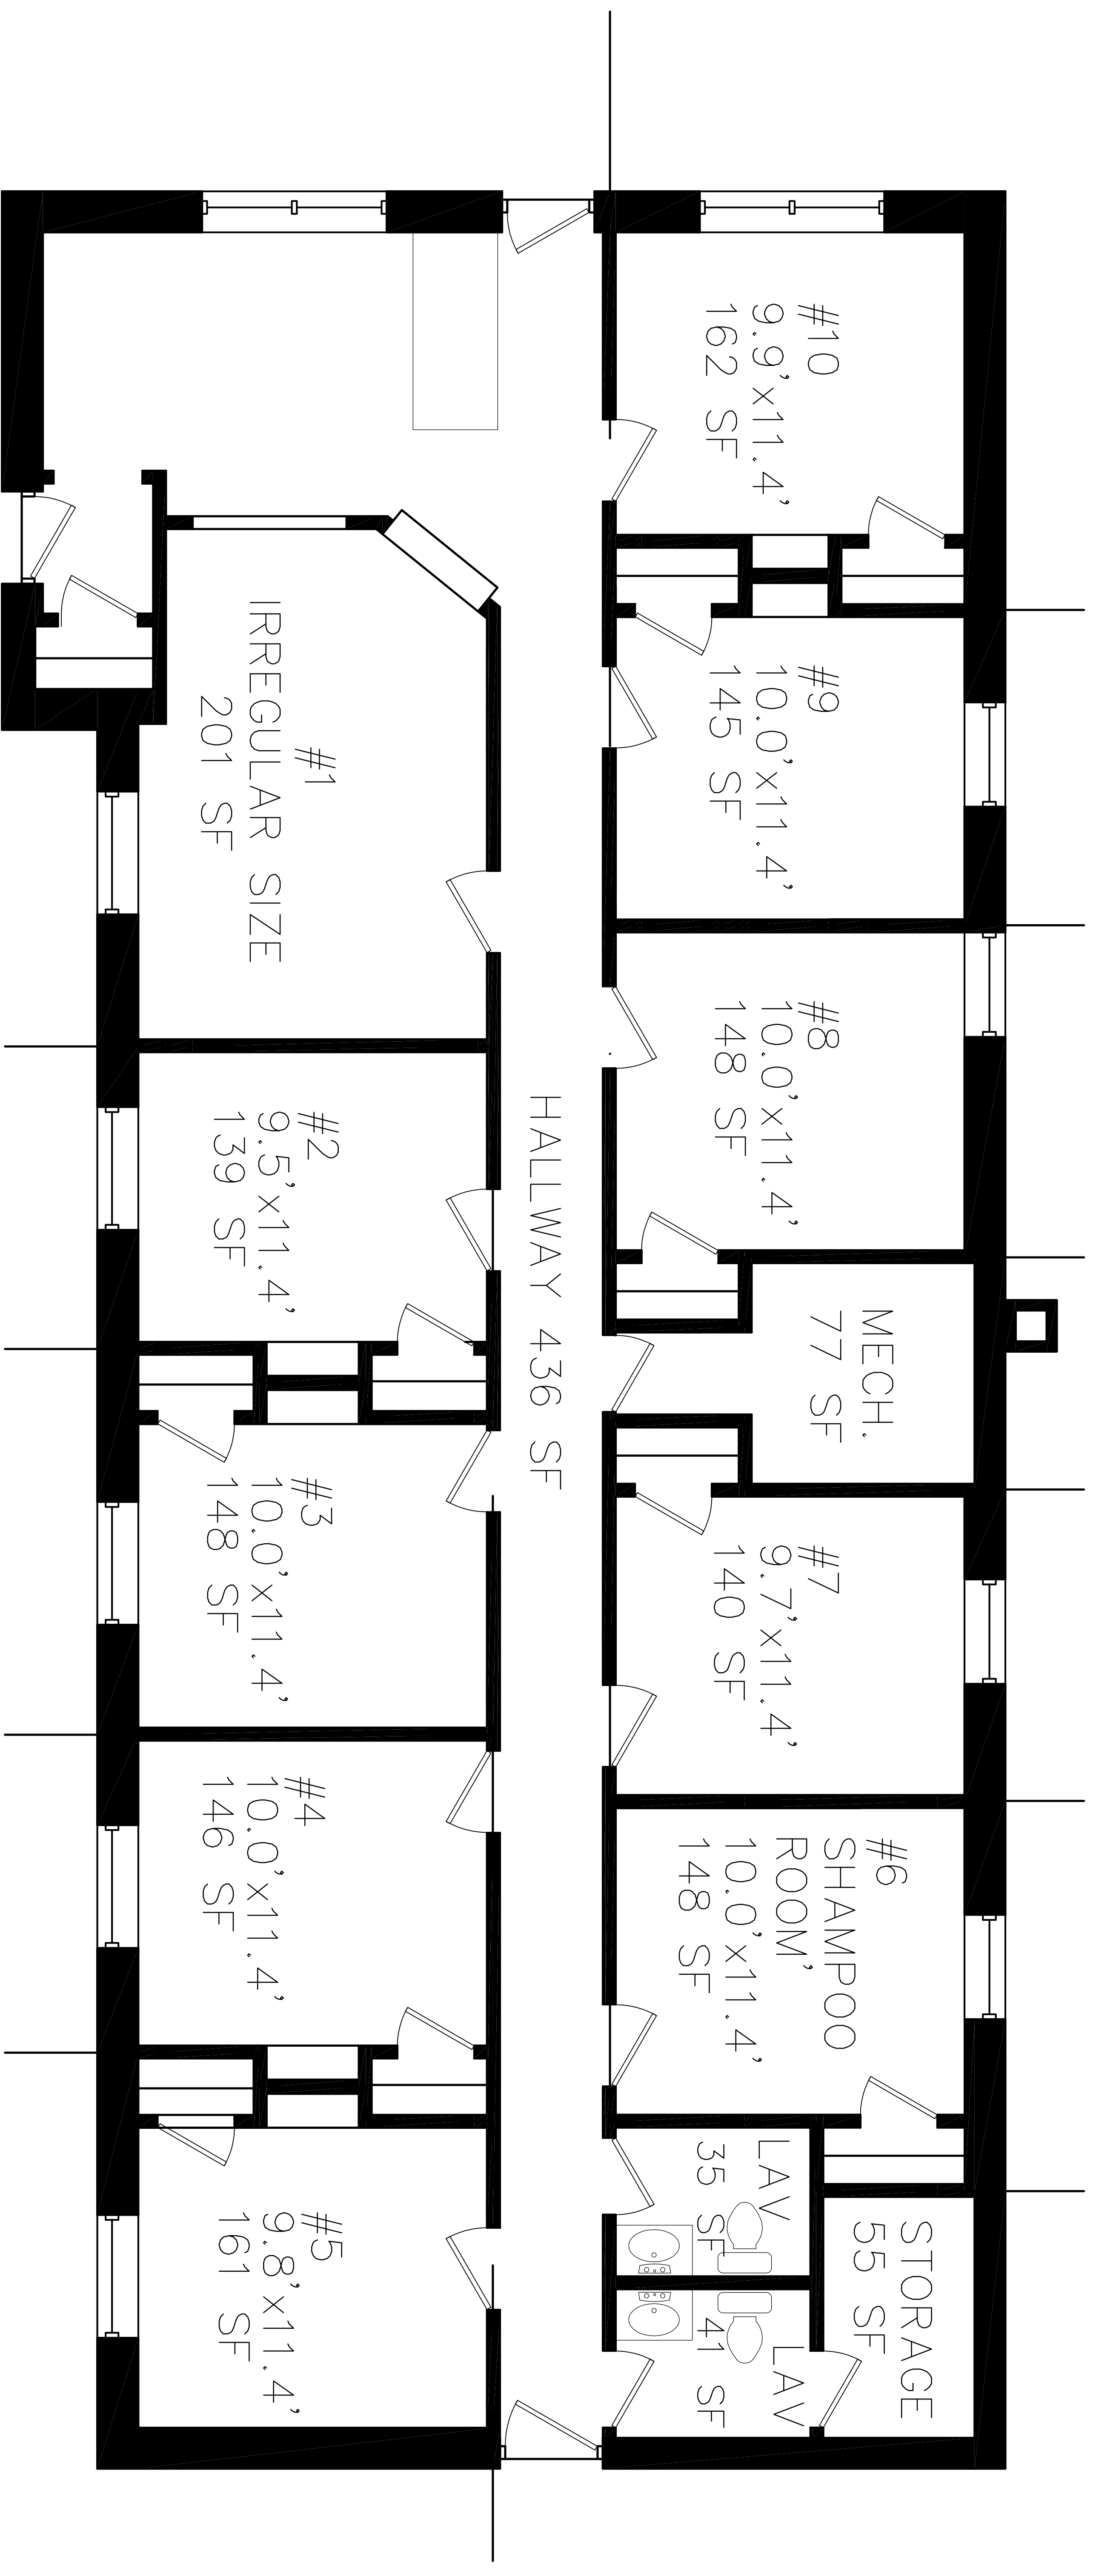 #10
9.9'x11.4'
162 SF
#9
10.0'x11.4'
145 SF
#8
10.0'x11.4'
148 SF
MECH.
77 SF
#7
9.7'x11.4'
140 SF
#6
SHAMPOO
ROOM,
10.0'x11.4'
148 SF
LAV
35 SF
LAV
41 SF
STORAGE
55 SF
HALLWAY 436 SF
#1
IRREGULAR SIZE
201 SF
#2
9.5'x11.4'
139 SF
#3
10.0'x11.4'
148 SF
#4
10.0'x11.4'
146 SF
#5
9.8'x11.4'
161 SF